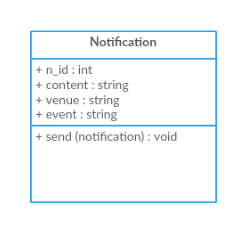 Notification
+ n_id : int
+ content : string
+ venue : string
+ event : string
+ send (notification) : void